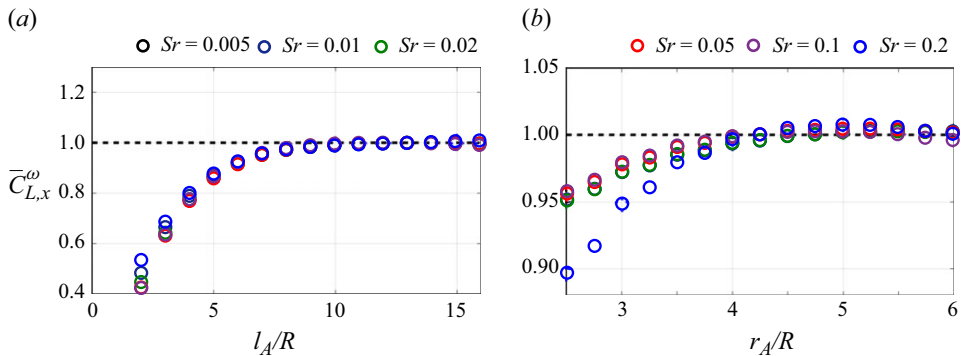 (a)
(b)
Sr = 0.005 Sr = 0.01 Sr = 0.02
Sr = 0.05 Sr = 0.1 Sr = 0.2
1.2
1.0
0.8
0.6
0.4
C̅ω L,x
0 5 10 15
l_A/R
1.05
1.00
0.95
0.90
3 4 5 6
r_A/R